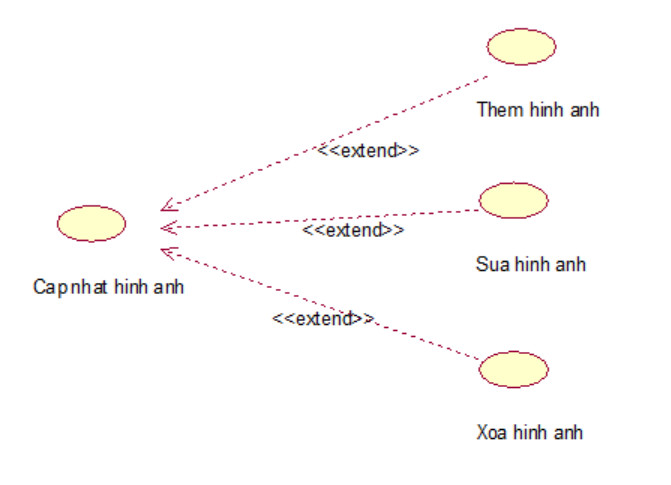 Them hinh anh
<<extend>>
Sua hinh anh
<<extend>>
Cap nhat hinh anh
<<extend>>
Xoa hinh anh